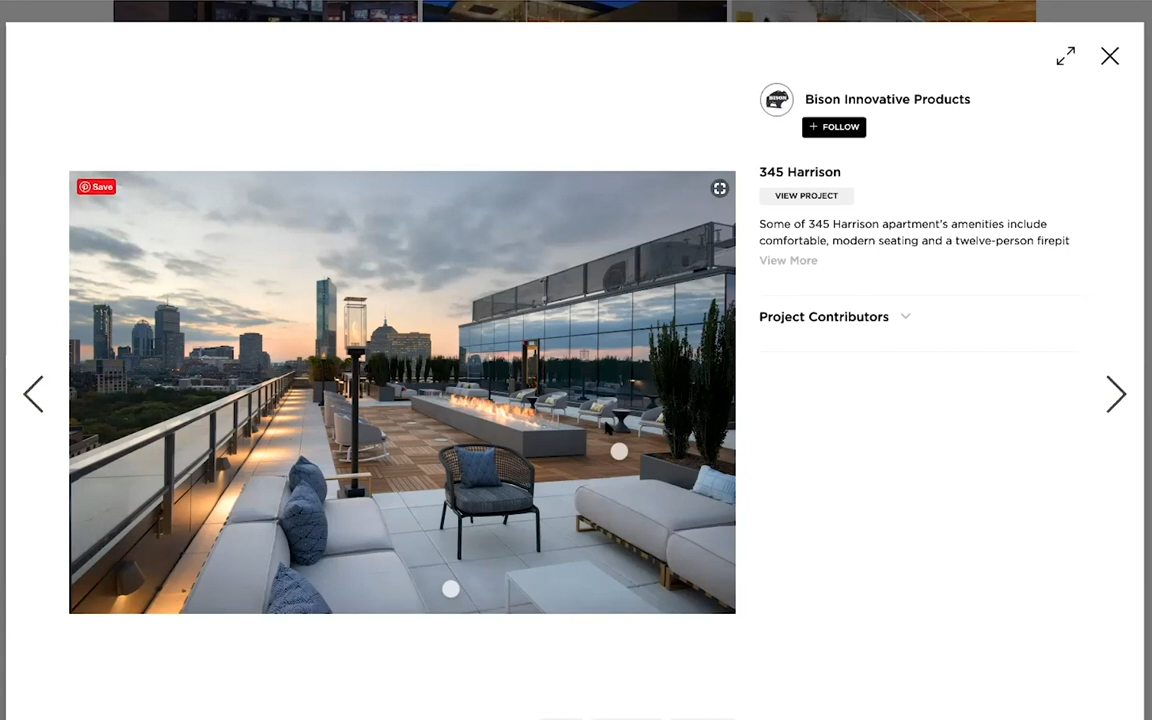 Save
BISON
Bison Innovative Products
+ FOLLOW
345 Harrison
VIEW PROJECT
Some of 345 Harrison apartment's amenities include
comfortable, modern seating and a twelve-person firepit
View More
Project Contributors